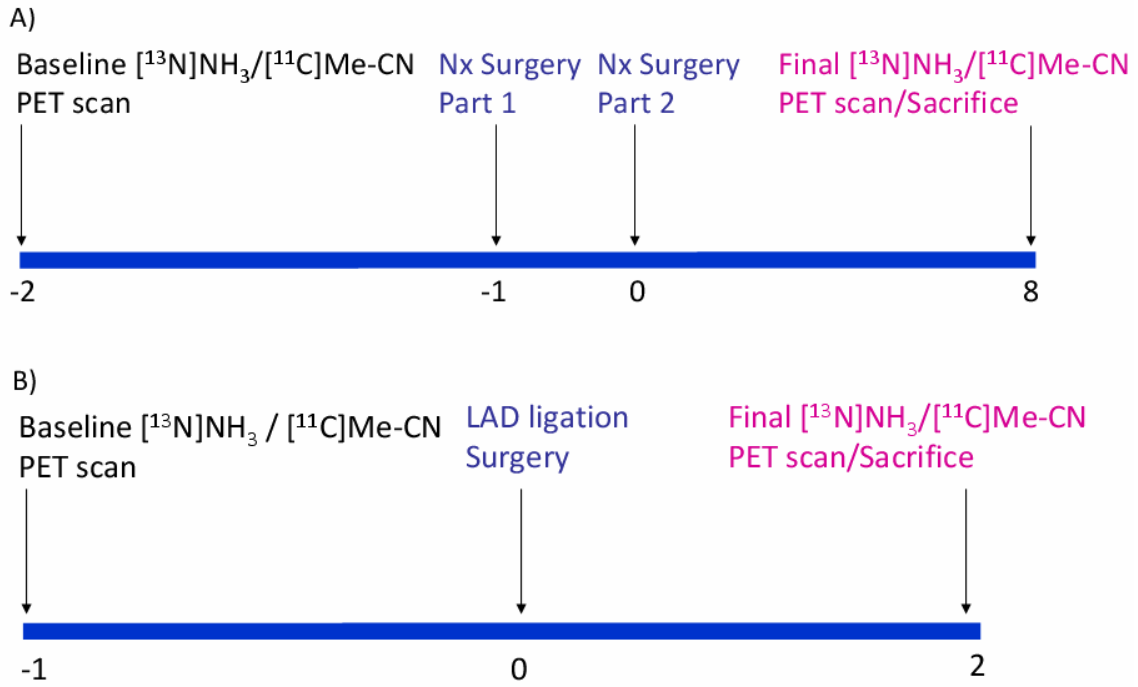 A)
Baseline [¹³N]NH₃/[¹¹C]Me-CN
PET scan
Nx Surgery
Part 1
Nx Surgery
Part 2
Final [¹³N]NH₃/[¹¹C]Me-CN
PET scan/Sacrifice
-2
-1
0
8
B)
Baseline [¹³N]NH₃ / [¹¹C]Me-CN
PET scan
LAD ligation
Surgery
Final [¹³N]NH₃/[¹¹C]Me-CN
PET scan/Sacrifice
-1
0
2